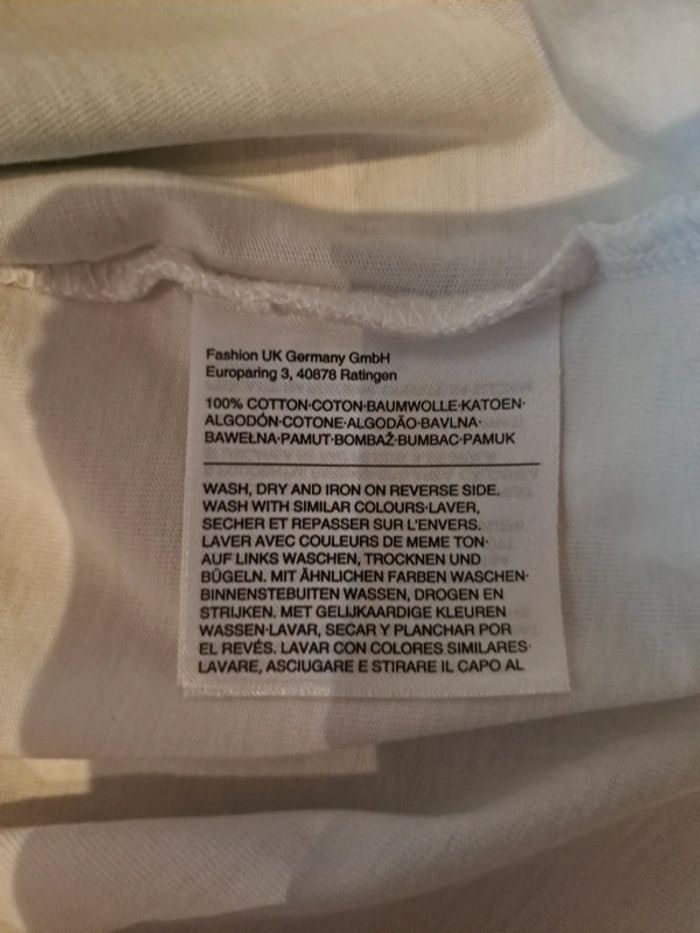 Fashion UK Germany GmbH
Europaring 3, 40878 Ratingen
100% COTTON·COTON·BAUMWOLLE·KATOEN·
ALGODÓN·COTONE·ALGODÃO·BAVLNA·
BAWEŁNA·PAMUT·BOMBAŽ·BUMBAC·PAMUK
WASH, DRY AND IRON ON REVERSE SIDE.
WASH WITH SIMILAR COLOURS·LAVER,
SECHER ET REPASSER SUR L'ENVERS.
LAVER AVEC COULEURS DE MEME TON·
AUF LINKS WASCHEN, TROCKNEN UND
BÜGELN. MIT ÄHNLICHEN FARBEN WASCHEN·
BINNENSTEBUITEN WASSEN, DROGEN EN
STRIJKEN. MET GELIJKAARDIGE KLEUREN
WASSEN·LAVAR, SECAR Y PLANCHAR POR
EL REVÉS. LAVAR CON COLORES SIMILARES·
LAVARE, ASCIUGARE E STIRARE IL CAPO AL